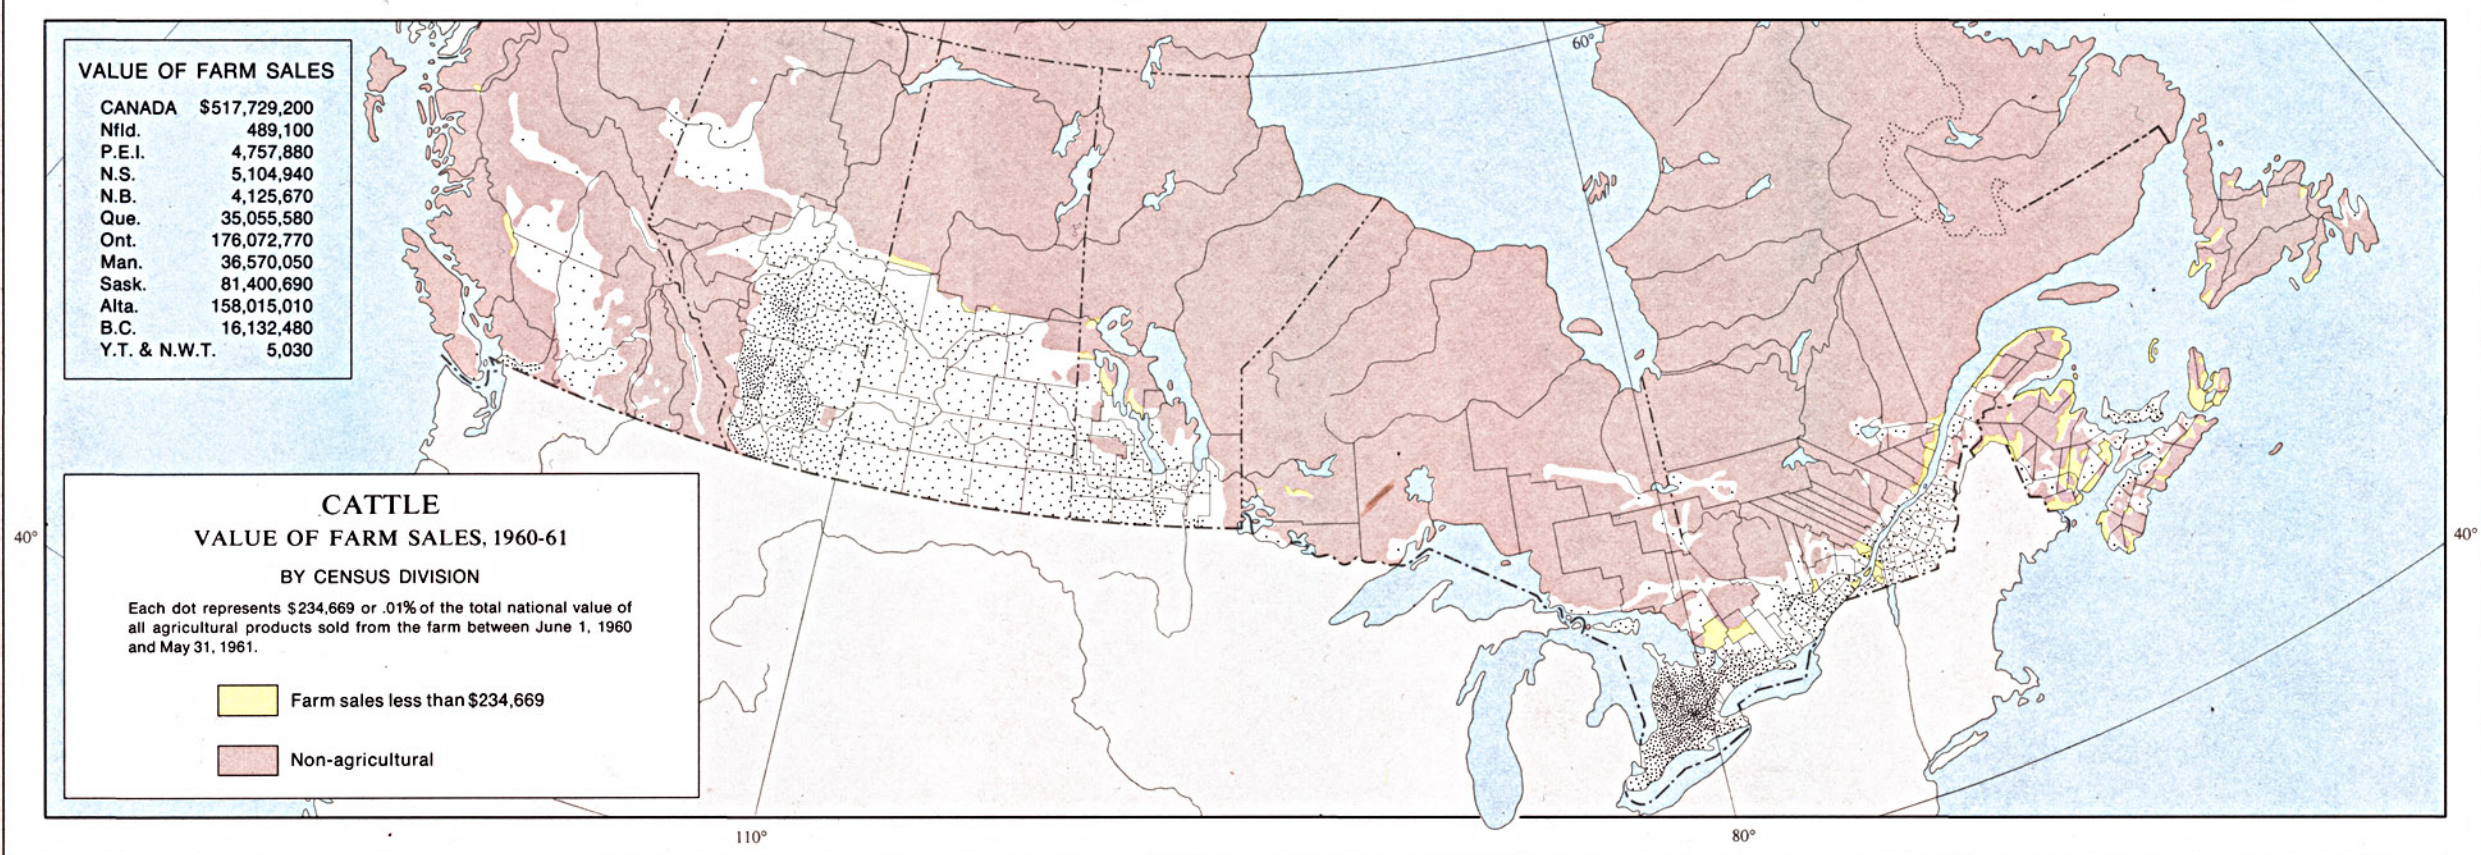 VALUE OF FARM SALES
CANADA $517,729,200
Nfld. 489,100
P.E.I. 4,757,880
N.S. 5,104,940
N.B. 4,125,670
Que. 35,055,580
Ont. 176,072,770
Man. 36,570,050
Sask. 81,400,690
Alta. 158,015,010
B.C. 16,132,480
Y.T. & N.W.T. 5,030
60°
40°
40°
CATTLE
VALUE OF FARM SALES, 1960-61
BY CENSUS DIVISION
Each dot represents $234,669 or .01% of the total national value of
all agricultural products sold from the farm between June 1, 1960
and May 31, 1961.
Farm sales less than $234,669
Non-agricultural
110°
80°